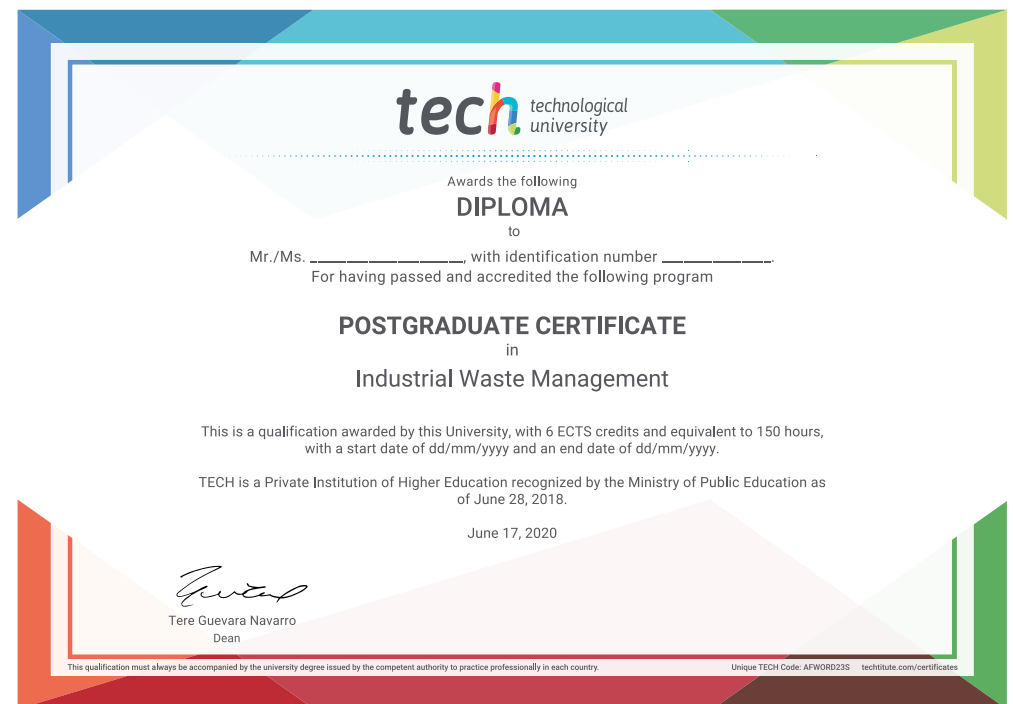 tech technological
university
Awards the following
DIPLOMA
to
Mr./Ms. _________________, with identification number _____________.
For having passed and accredited the following program
POSTGRADUATE CERTIFICATE
in
Industrial Waste Management
This is a qualification awarded by this University, with 6 ECTS credits and equivalent to 150 hours,
with a start date of dd/mm/yyyy and an end date of dd/mm/yyyy.
TECH is a Private Institution of Higher Education recognized by the Ministry of Public Education as
of June 28, 2018.
June 17, 2020
Tere Guevara Navarro
Dean
This qualification must always be accompanied by the university degree issued by the competent authority to practice professionally in each country. Unique TECH Code: AFWORD23S techtitute.com/certificates